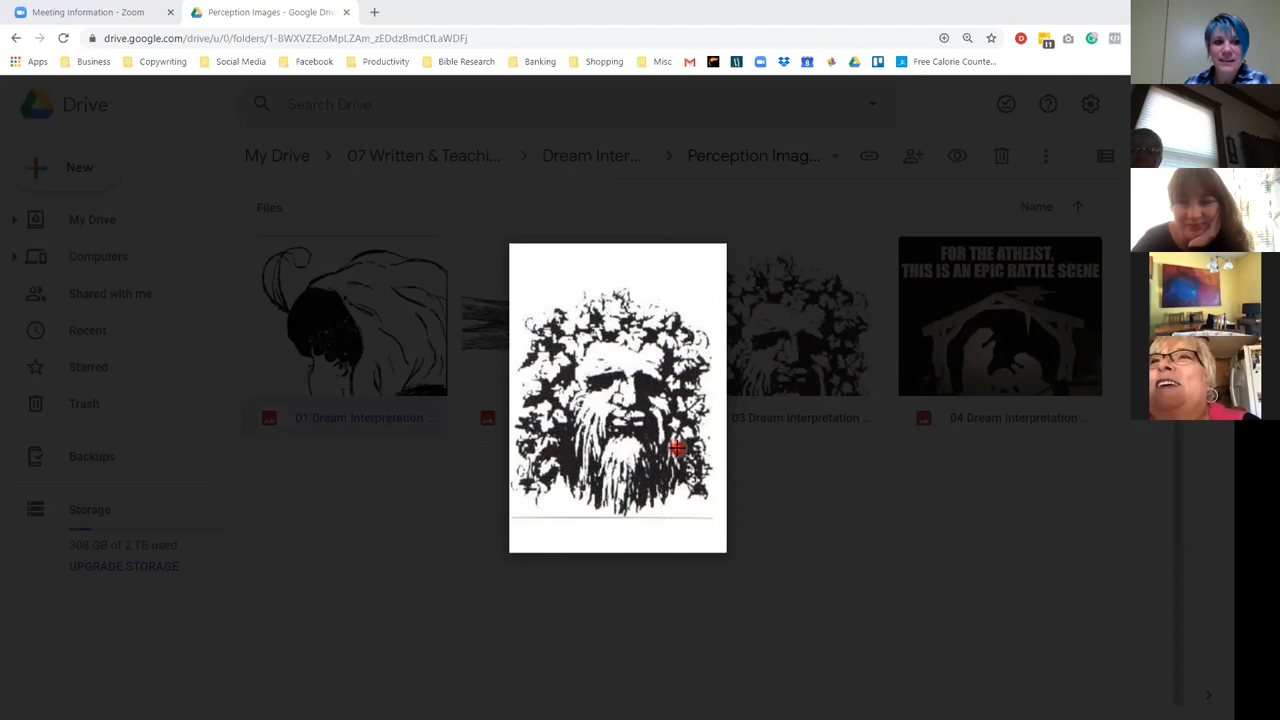 Meeting Information - Zoom
Perception Images - Google Driv
drive.google.com/drive/u/0/folders/1-BWXVZE2oMpLZAm_zEDdzBmdCfLaWDFj
11
Apps Business Copywriting Social Media Facebook Productivity Bible Research Banking Shopping Misc Free Calorie Counte...
Drive
Search Drive
New
My Drive > 07 Written & Teachi... > Dream Inter... > Perception Imag...
My Drive
Computers
Shared with me
Recent
Starred
Trash
Backups
Storage
308 GB of 2 TB used
UPGRADE STORAGE
Files
Name
FOR THE ATHEIST,
THIS IS AN EPIC BATTLE SCENE
01 Dream Interpretation ...
03 Dream Interpretation ...
04 Dream Interpretation ...